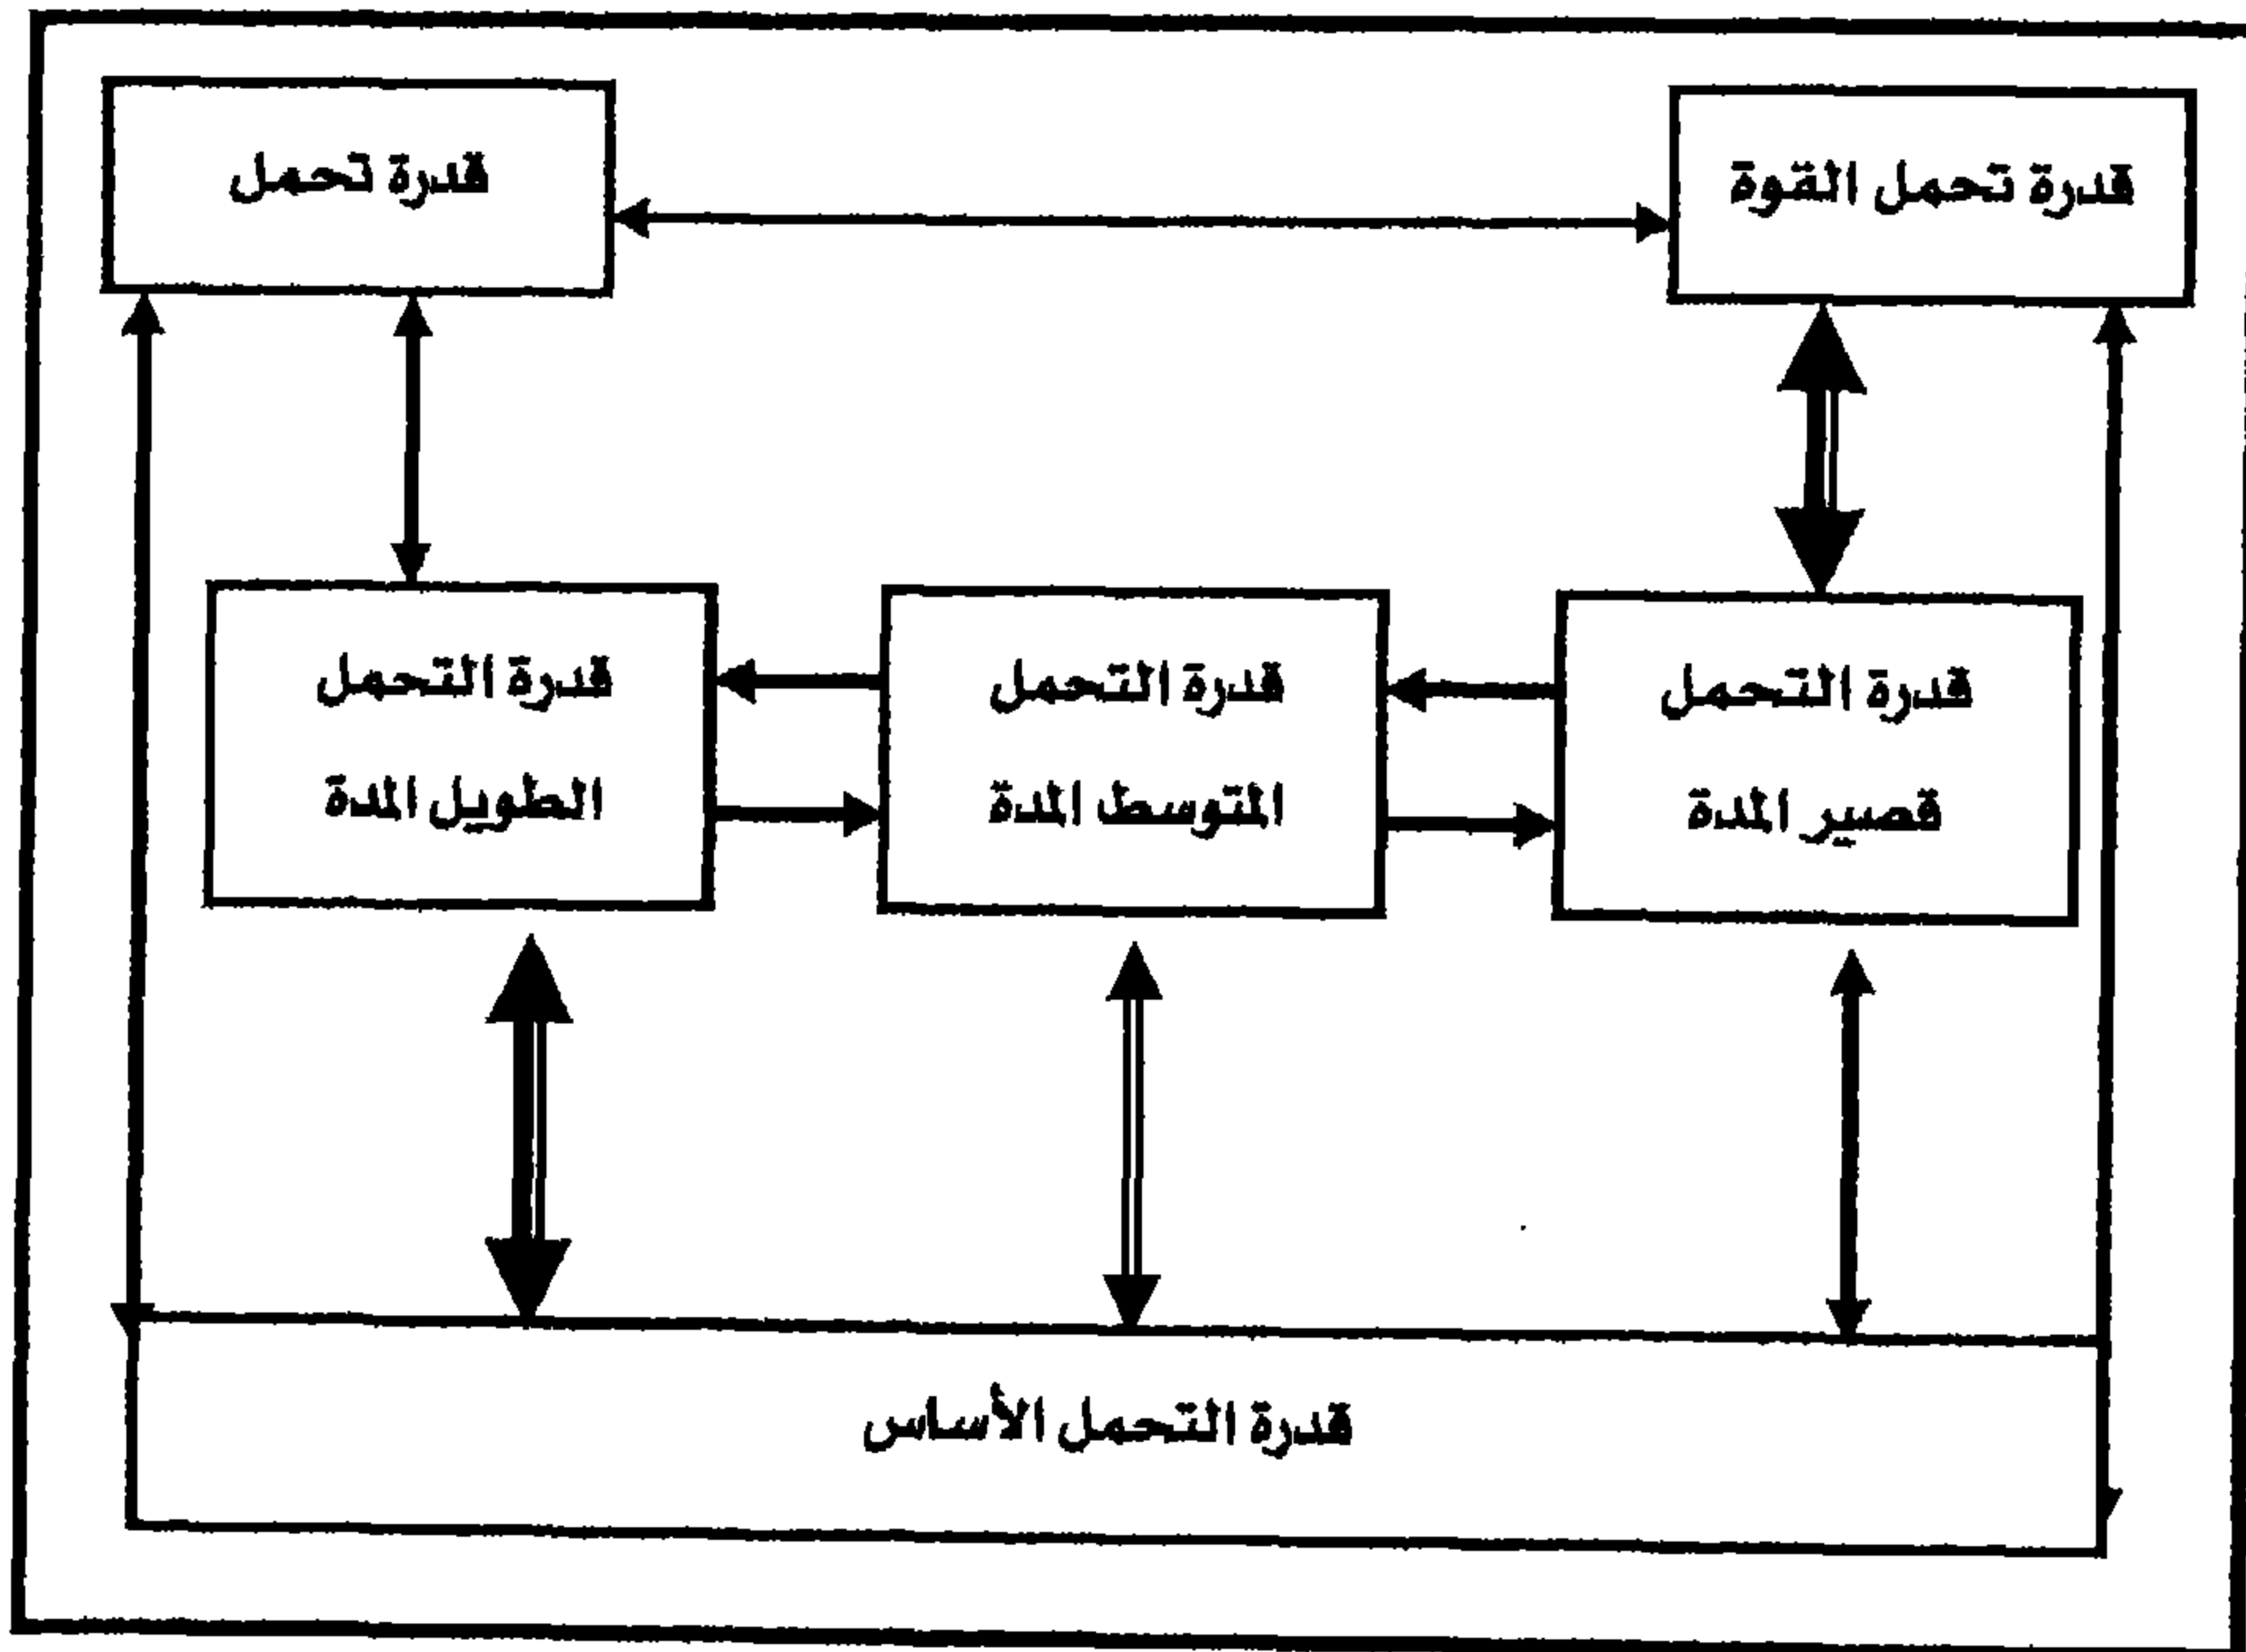 قدرة تحمل القوة
قدرة تحمل
قدرة التحمل
قصير المدة
قدرة التحمل
المتوسط المدة
قدرة التحمل
الطويل المدة
قدرة التحمل الأساس